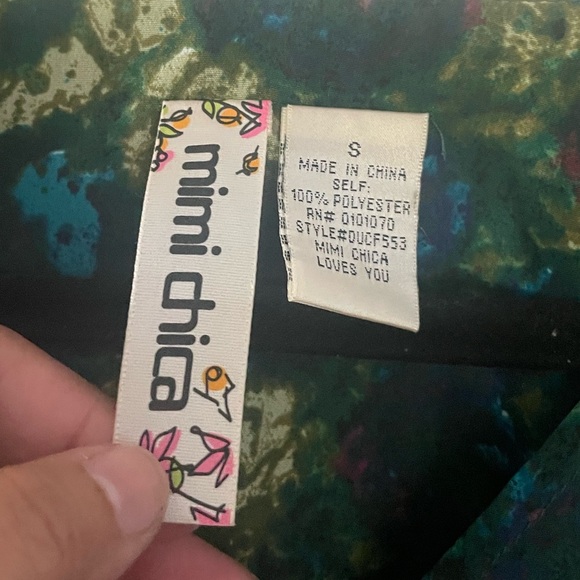 mimi chica
S
MADE IN CHINA
SELF:
100% POLYESTER
RN# 0101070
STYLE#DUCF553
MIMI CHICA
LOVES YOU